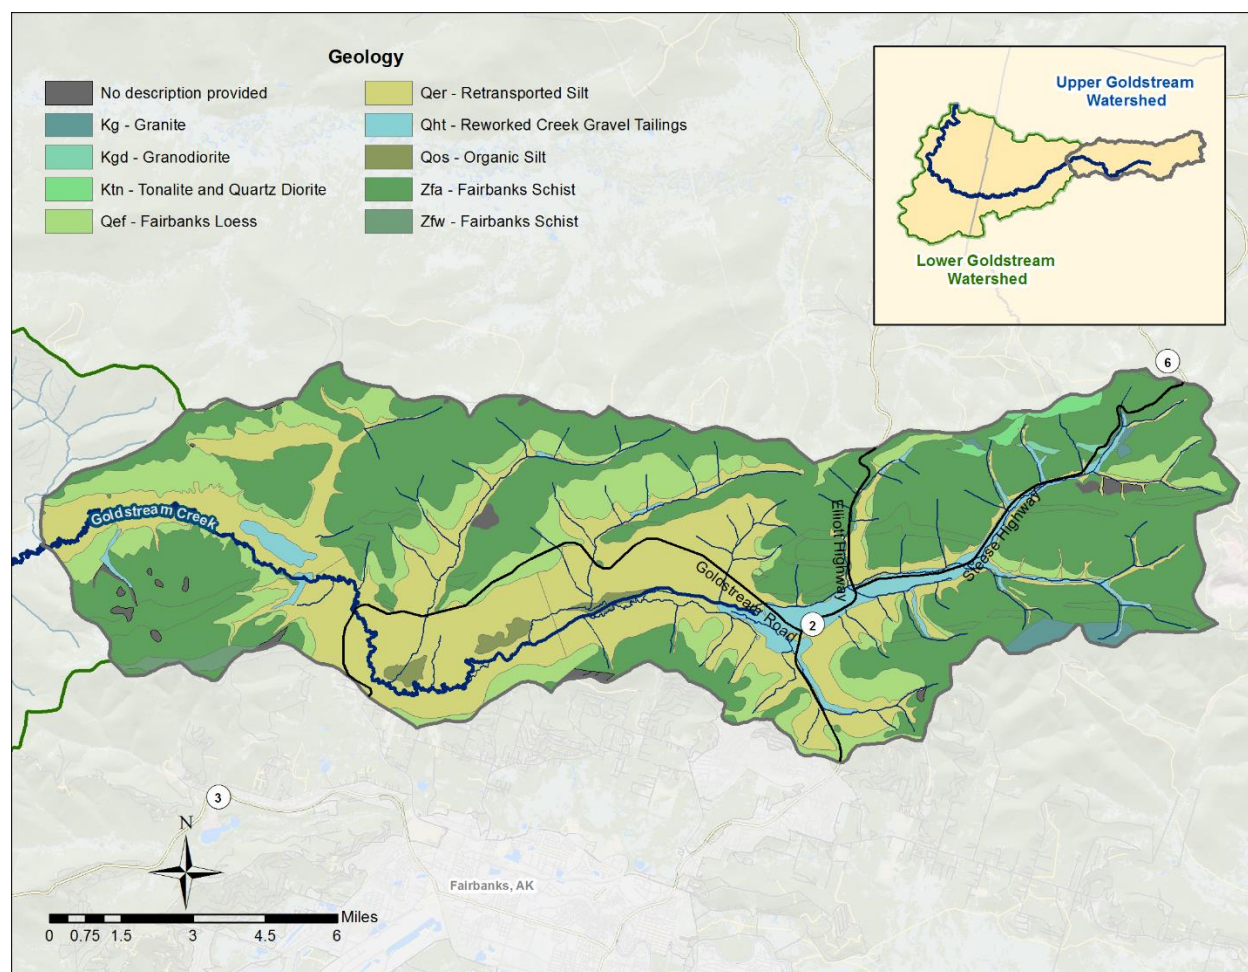 Geology
No description provided
Kg - Granite
Kgd - Granodiorite
Ktn - Tonalite and Quartz Diorite
Qef - Fairbanks Loess
Qer - Retransported Silt
Qht - Reworked Creek Gravel Tailings
Qos - Organic Silt
Zfa - Fairbanks Schist
Zfw - Fairbanks Schist
Upper Goldstream
Watershed
Lower Goldstream
Watershed
6
Goldstream Creek
Elliott Highway
Steese Highway
Goldstream Road
2
3
N
Fairbanks, AK
Miles
0 0.75 1.5 3 4.5 6